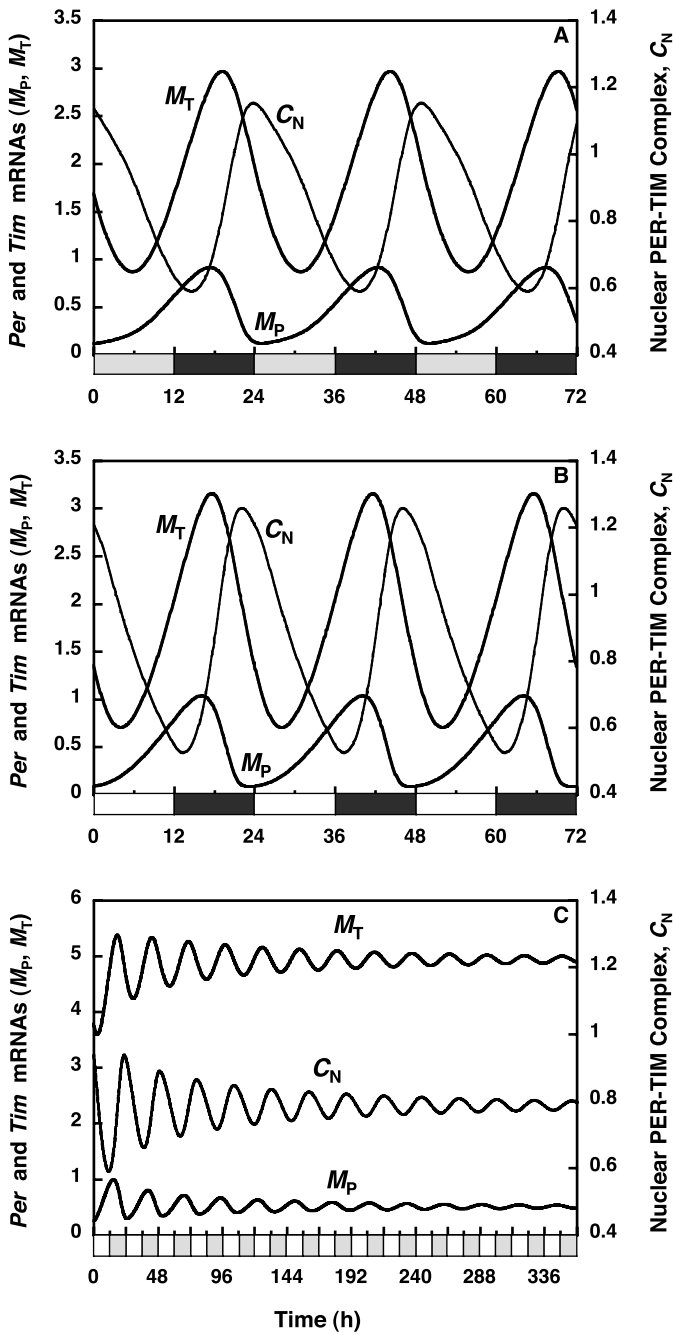 A
Per and Tim mRNAs (MP, MT)
3.5
3
2.5
2
1.5
1
0.5
0
MT
CN
MP
1.4
1.2
1
0.8
0.6
0.4
Nuclear PER-TIM Complex, CN
0 12 24 36 48 60 72
B
Per and Tim mRNAs (MP, MT)
3.5
3
2.5
2
1.5
1
0.5
0
MT
CN
MP
1.4
1.2
1
0.8
0.6
0.4
Nuclear PER-TIM Complex, CN
0 12 24 36 48 60 72
C
Per and Tim mRNAs (MP, MT)
6
5
4
3
2
1
0
MT
CN
MP
1.4
1.2
1
0.8
0.6
0.4
Nuclear PER-TIM Complex, CN
0 48 96 144 192 240 288 336
Time (h)